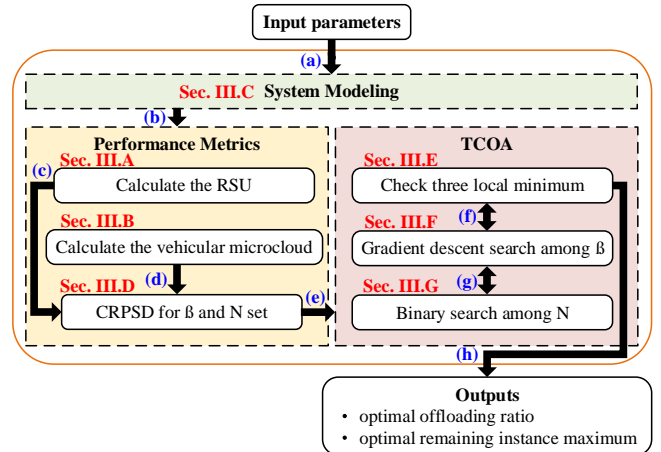 Input parameters
(a)
Sec. III.C System Modeling
(b)
Performance Metrics
Sec. III.A
(c)
Calculate the RSU
Sec. III.B
Calculate the vehicular microcloud
(d)
Sec. III.D
CRPSD for ß and N set
(e)
TCOA
Sec. III.E
Check three local minimum
(f)
Sec. III.F
Gradient descent search among ß
(g)
Sec. III.G
Binary search among N
(h)
Outputs
• optimal offloading ratio
• optimal remaining instance maximum